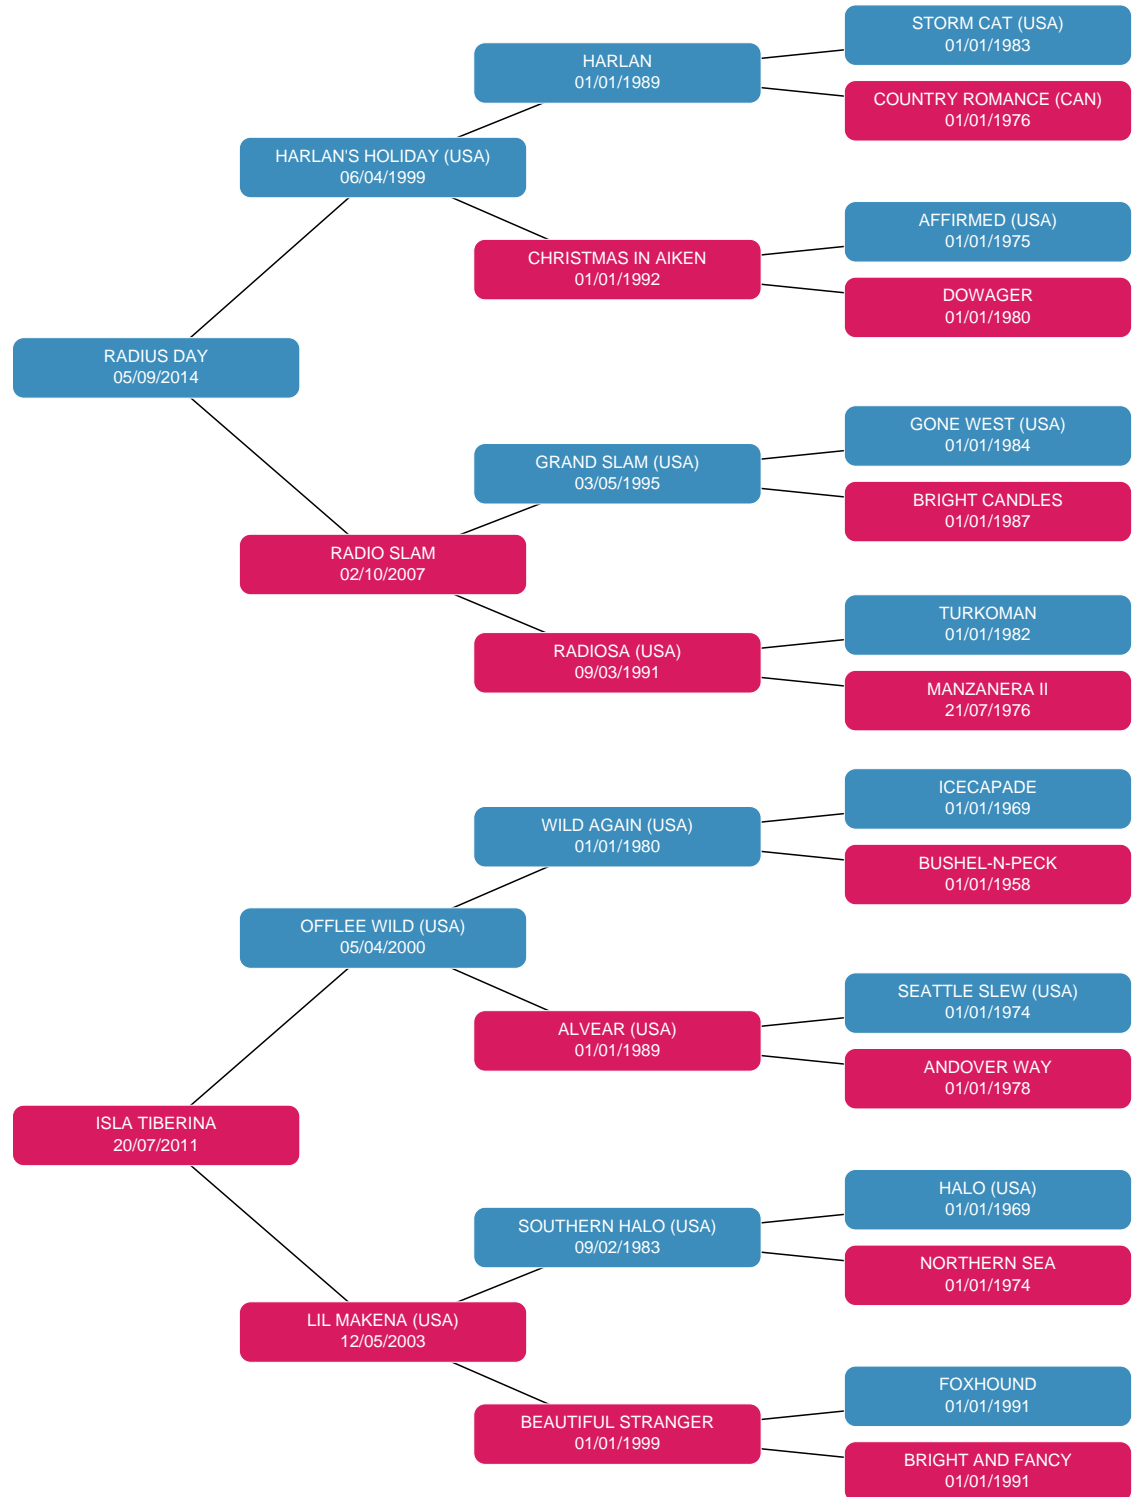 STORM CAT (USA)
01/01/1983
HARLAN
01/01/1989
COUNTRY ROMANCE (CAN)
01/01/1976
HARLAN'S HOLIDAY (USA)
06/04/1999
AFFIRMED (USA)
01/01/1975
CHRISTMAS IN AIKEN
01/01/1992
DOWAGER
01/01/1980
RADIUS DAY
05/09/2014
GONE WEST (USA)
01/01/1984
GRAND SLAM (USA)
03/05/1995
BRIGHT CANDLES
01/01/1987
RADIO SLAM
02/10/2007
TURKOMAN
01/01/1982
RADIOSA (USA)
09/03/1991
MANZANERA II
21/07/1976
ICECAPADE
01/01/1969
WILD AGAIN (USA)
01/01/1980
BUSHEL-N-PECK
01/01/1958
OFFLEE WILD (USA)
05/04/2000
SEATTLE SLEW (USA)
01/01/1974
ALVEAR (USA)
01/01/1989
ANDOVER WAY
01/01/1978
ISLA TIBERINA
20/07/2011
HALO (USA)
01/01/1969
SOUTHERN HALO (USA)
09/02/1983
NORTHERN SEA
01/01/1974
LIL MAKENA (USA)
12/05/2003
FOXHOUND
01/01/1991
BEAUTIFUL STRANGER
01/01/1999
BRIGHT AND FANCY
01/01/1991